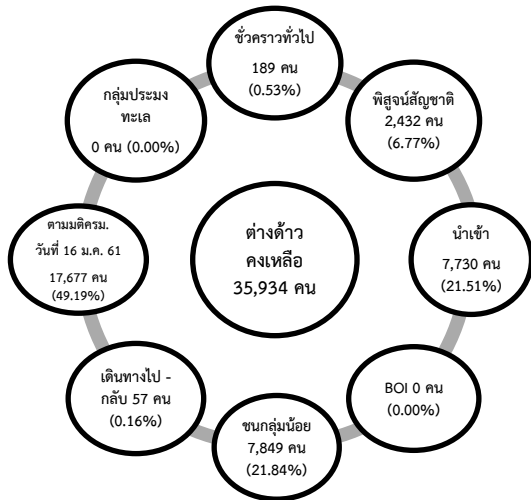 ชั่วคราวทั่วไป
189 คน
(0.53%)
พิสูจน์สัญชาติ
2,432 คน
(6.77%)
นำเข้า
7,730 คน
(21.51%)
BOI 0 คน
(0.00%)
ชนกลุ่มน้อย
7,849 คน
(21.84%)
เดินทางไป -
กลับ 57 คน
(0.16%)
ตามมติครม.
วันที่ 16 ม.ค. 61
17,677 คน
(49.19%)
กลุ่มประมง
ทะเล
0 คน (0.00%)
ต่างด้าว
คงเหลือ
35,934 คน